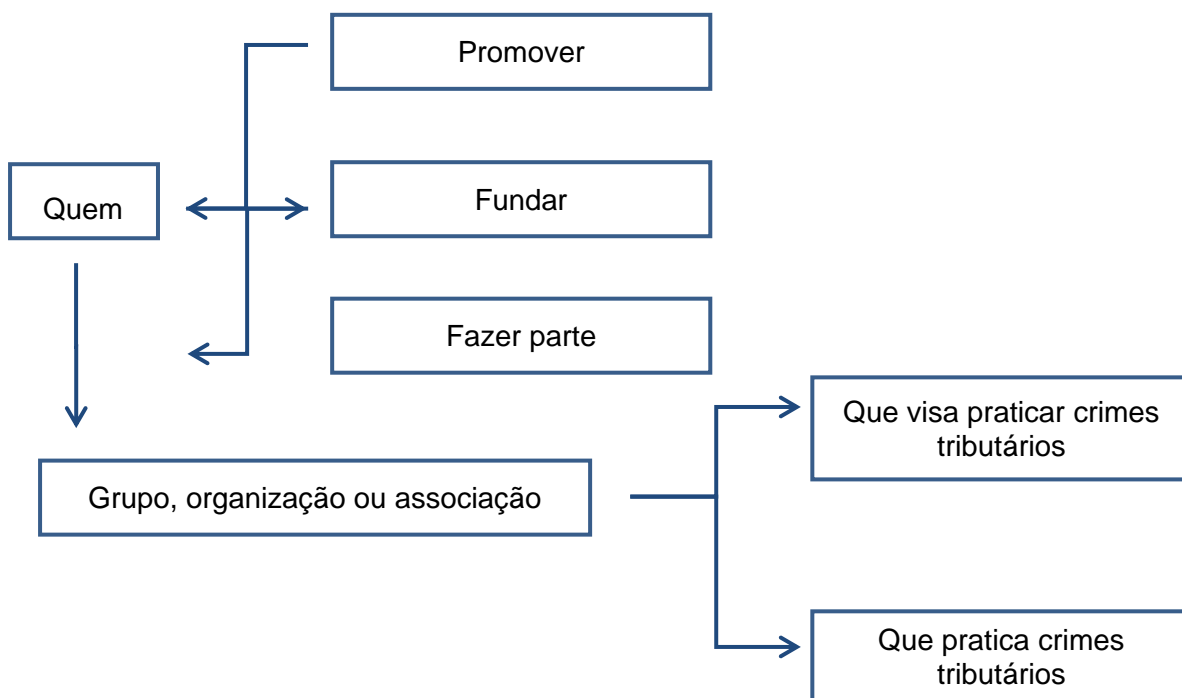 Promover
Quem
Fundar
Fazer parte
Grupo, organização ou associação
Que visa praticar crimes
tributários
Que pratica crimes
tributários